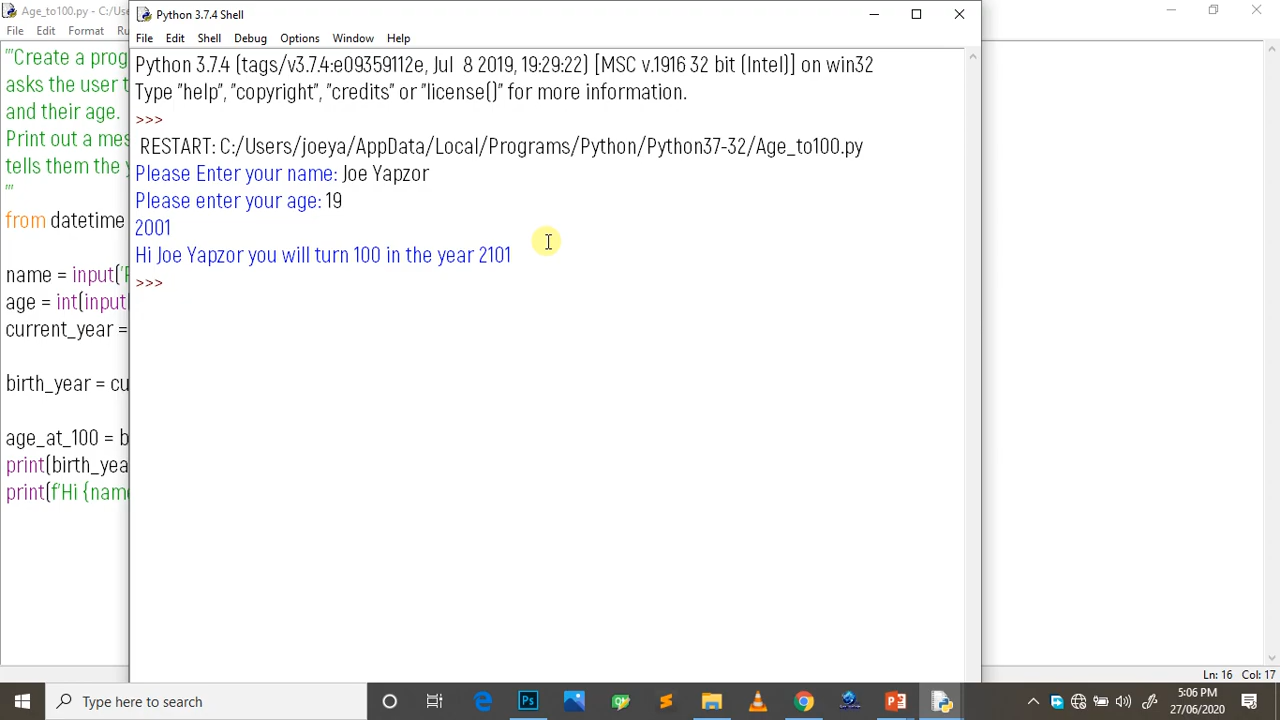 Age_to100.py - C:/Use
File Edit Format Ru
'''Create a prog
asks the user t
and their age.
Print out a mes
tells them the y
'''
from datetime
name = input('P
age = int(input(
current_year =
birth_year = cu
age_at_100 = b
print(birth_yea
print(f'Hi {name
Python 3.7.4 Shell
File Edit Shell Debug Options Window Help
Python 3.7.4 (tags/v3.7.4:e09359112e, Jul 8 2019, 19:29:22) [MSC v.1916 32 bit (Intel)] on win32
Type "help", "copyright", "credits" or "license()" for more information.
>>>
RESTART: C:/Users/joeya/AppData/Local/Programs/Python/Python37-32/Age_to100.py
Please Enter your name: Joe Yapzor
Please enter your age: 19
2001
Hi Joe Yapzor you will turn 100 in the year 2101
>>>
Ln: 16 Col: 17
Type here to search
Ps
5:06 PM
27/06/2020